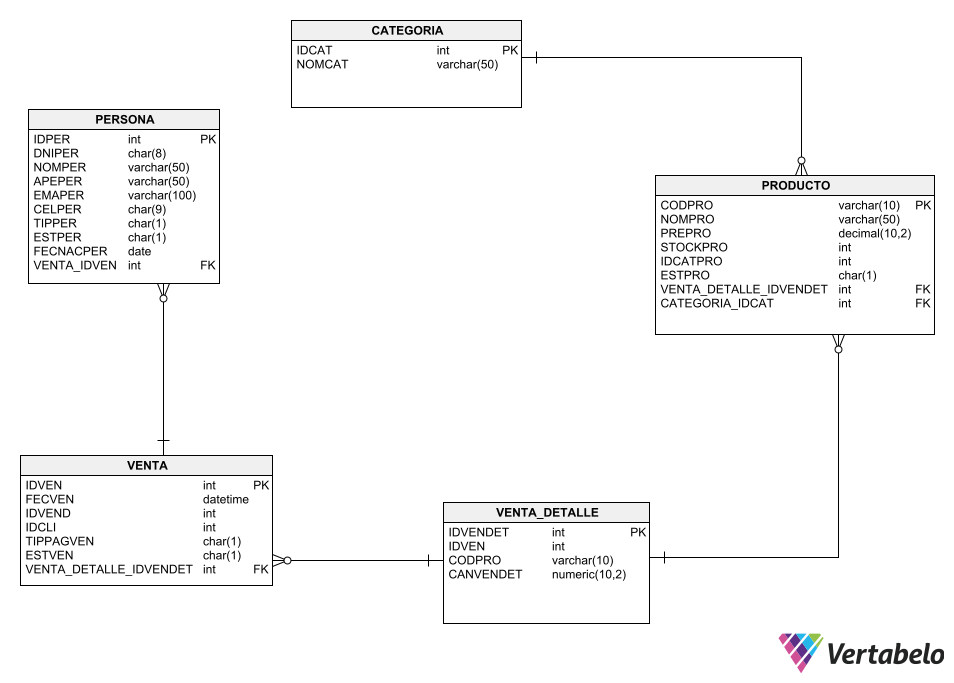 CATEGORIA
IDCAT int PK
NOMCAT varchar(50)
PERSONA
IDPER int PK
DNIPER char(8)
NOMPER varchar(50)
APEPER varchar(50)
EMAPER varchar(100)
CELPER char(9)
TIPPER char(1)
ESTPER char(1)
FECNACPER date
VENTA_IDVEN int FK
PRODUCTO
CODPRO varchar(10) PK
NOMPRO varchar(50)
PREPRO decimal(10,2)
STOCKPRO int
IDCATPRO int
ESTPRO char(1)
VENTA_DETALLE_IDVENDET int FK
CATEGORIA_IDCAT int FK
VENTA
IDVEN int PK
FECVEN datetime
IDVEND int
IDCLI int
TIPPAGVEN char(1)
ESTVEN char(1)
VENTA_DETALLE_IDVENDET int FK
VENTA_DETALLE
IDVENDET int PK
IDVEN int
CODPRO varchar(10)
CANVENDET numeric(10,2)
Vertabelo